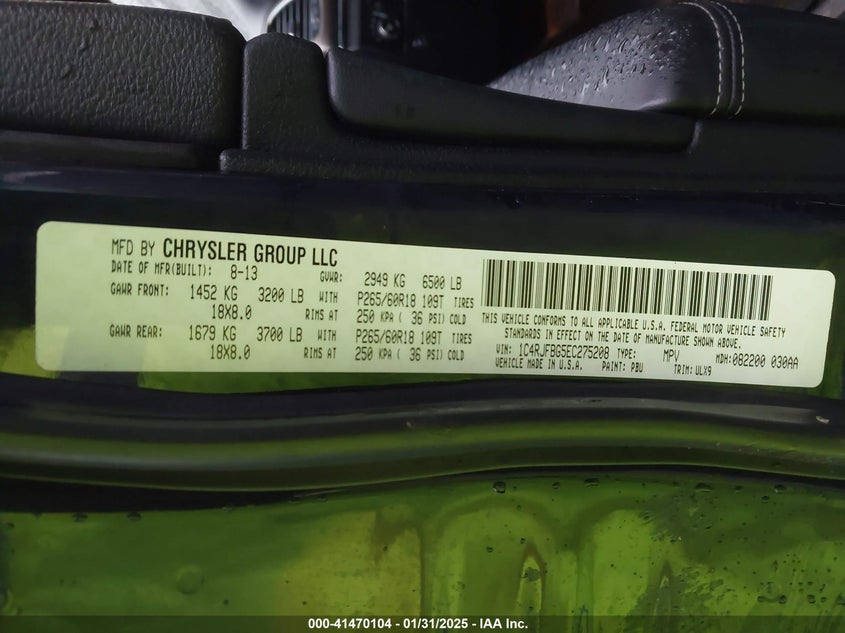 MFD BY CHRYSLER GROUP LLC
DATE OF MFR(BUILT): 8-13 GVWR: 2949 KG 6500 LB
GAWR FRONT: 1452 KG 3200 LB WITH P265/60R18 109T TIRES
18X8.0 RIMS AT 250 KPA ( 36 PSI) COLD
GAWR REAR: 1679 KG 3700 LB WITH P265/60R18 109T TIRES
18X8.0 RIMS AT 250 KPA ( 36 PSI) COLD
THIS VEHICLE CONFORMS TO ALL APPLICABLE U.S.A. FEDERAL MOTOR VEHICLE SAFETY
STANDARDS IN EFFECT ON THE DATE OF MANUFACTURE SHOWN ABOVE.
VIN: 1C4RJFBG5EC275208 TYPE: MPV MDH: 082200 030AA
VEHICLE MADE IN U.S.A. PAINT: PBU TRIM: ULX9
000-41470104 - 01/31/2025 - IAA Inc.